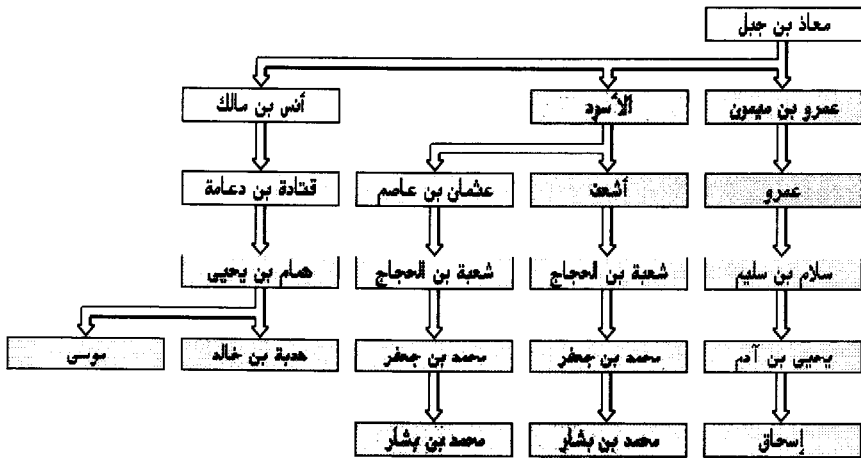 معاذ بن جبل
عمرو بن ميمون
الأسود
أنس بن مالك
عمرو
أشعث
عثمان بن عاصم
قتادة بن دعامة
سلام بن سليم
شعبة بن الحجاج
شعبة بن الحجاج
همام بن يحيى
يحيى بن آدم
محمد بن جعفر
محمد بن جعفر
هدبة بن خالد
موسى
إسحاق
محمد بن بشار
محمد بن بشار